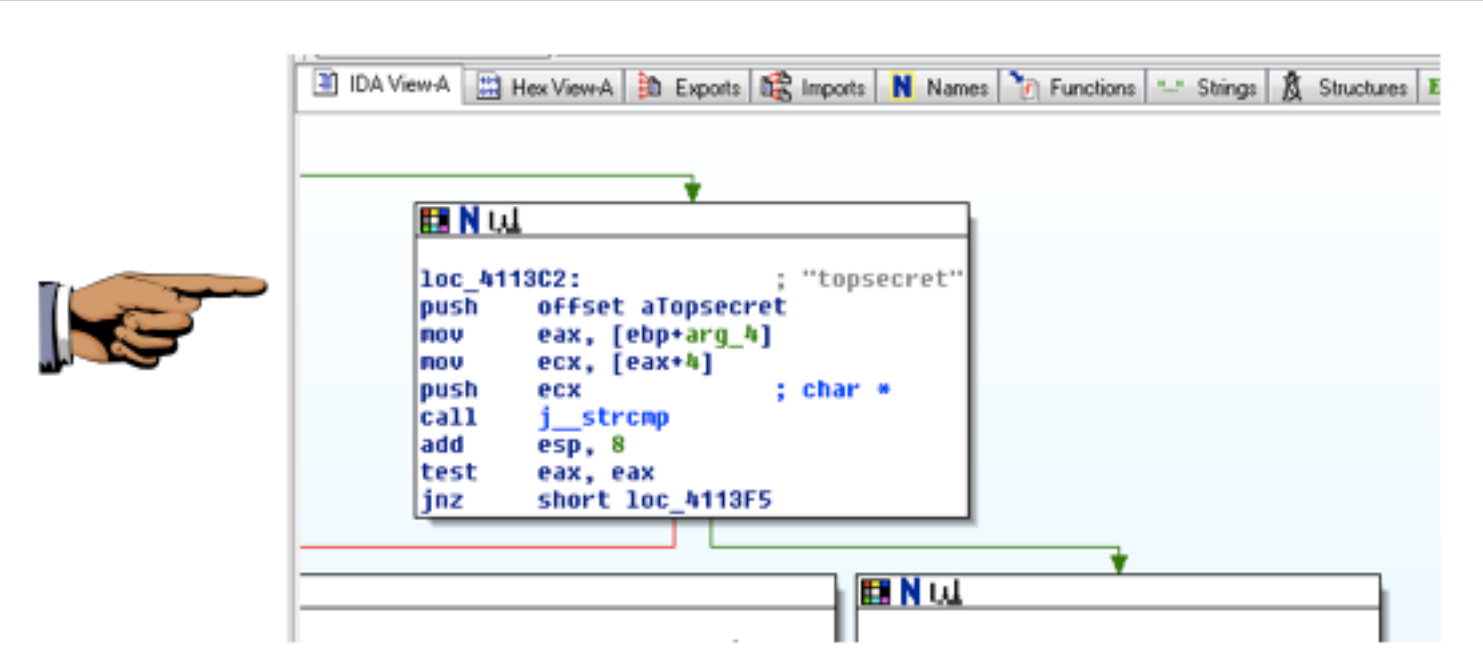 IDA View-A Hex View-A Exports Imports N Names Functions Strings Structures E
N
loc_4113C2: ; "topsecret"
push offset aTopsecret
mov eax, [ebp+arg_4]
mov ecx, [eax+4]
push ecx ; char *
call j__strcmp
add esp, 8
test eax, eax
jnz short loc_4113F5
N